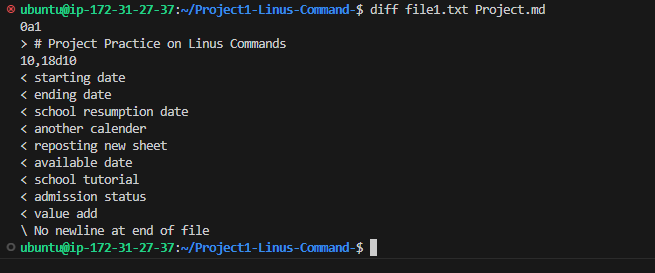 ubuntu@ip-172-31-27-37:~/Project1-Linus-Command-$ diff file1.txt Project.md
0a1
> # Project Practice on Linus Commands
10,18d10
< starting date
< ending date
< school resumption date
< another calender
< reposting new sheet
< available date
< school tutorial
< admission status
< value add
\ No newline at end of file
ubuntu@ip-172-31-27-37:~/Project1-Linus-Command-$